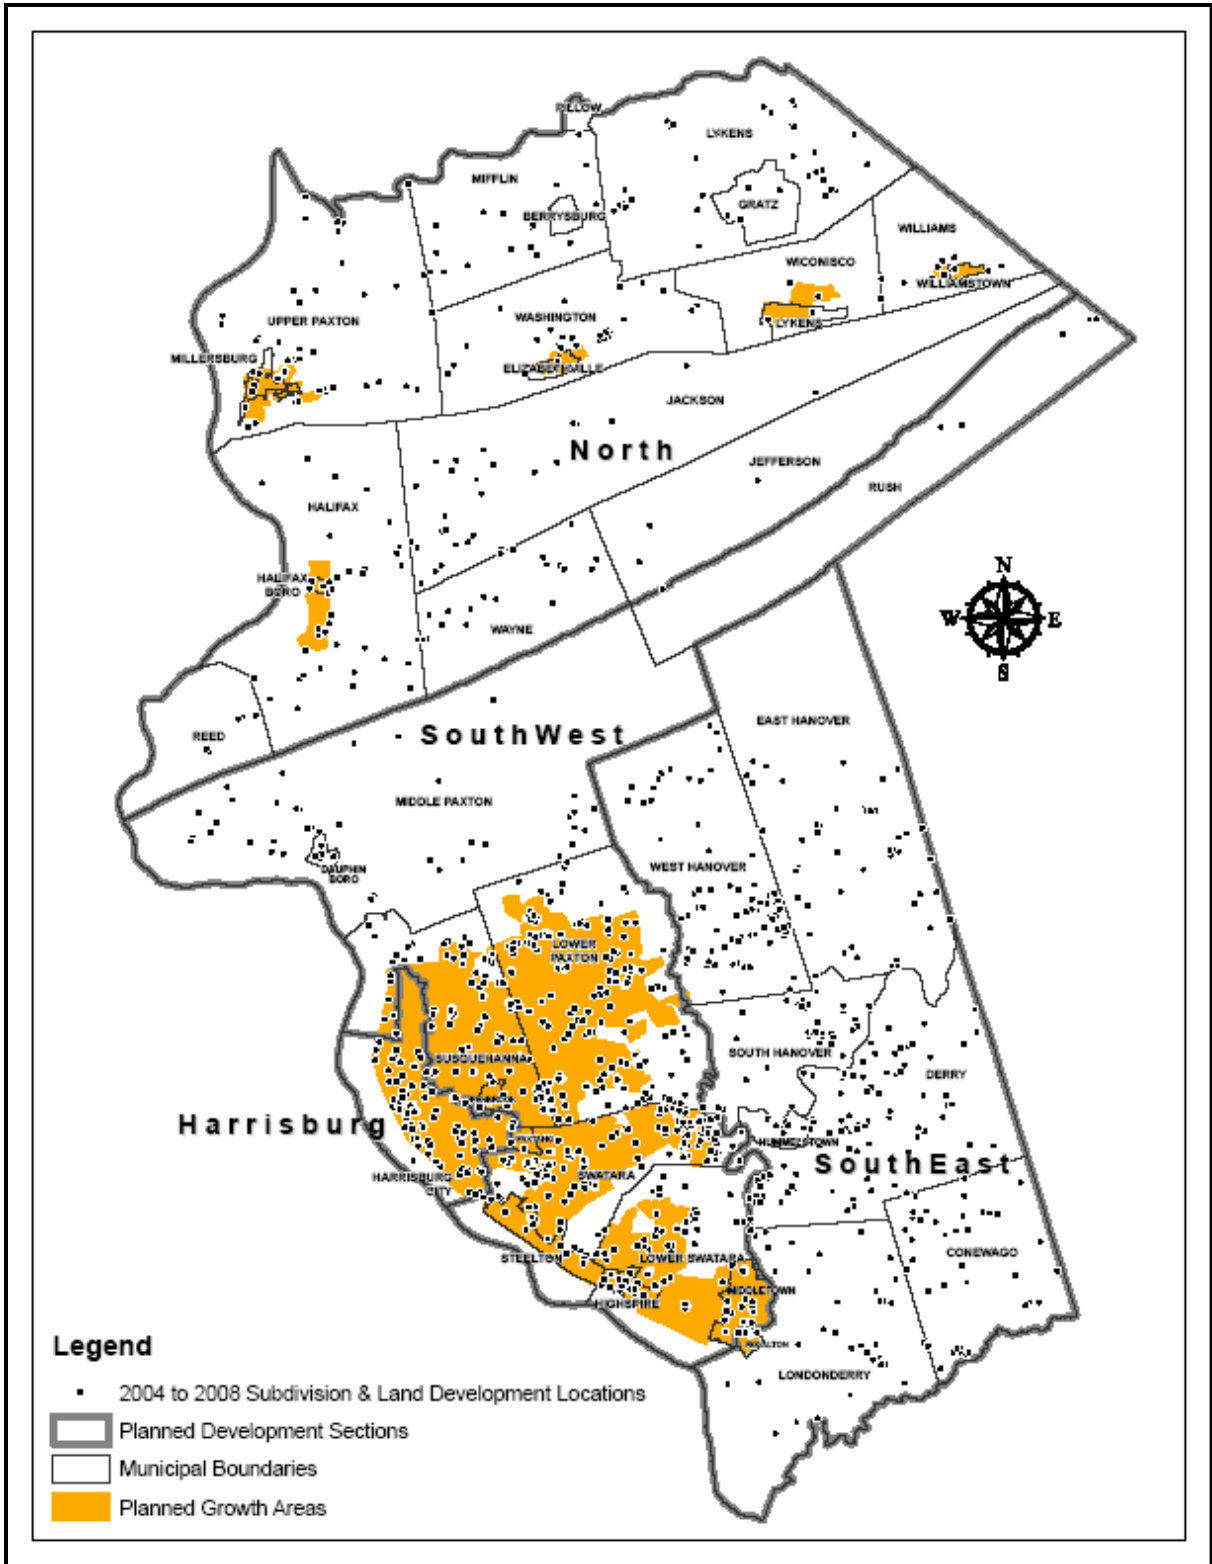 PILLOW
LYKENS
MIFFLIN
GRATZ
BERRYSBURG
WILLIAMS
WICONISCO
WILLIAMSTOWN
UPPER PAXTON
WASHINGTON
LYKENS
MILLERSBURG
JACKSON
North
JEFFERSON
RUSH
HALIFAX
HALIFAX
BORO
N
W
E
S
WAYNE
EAST HANOVER
REED
SouthWest
MIDDLE PAXTON
WEST HANOVER
DAUPHIN
BORO
LOWER
PAXTON
SUSQUEHANNA
SOUTH HANOVER
DERRY
Harrisburg
HUMMELSTOWN
SouthEast
HARRISBURG
CITY
SWATARA
STEELTON
LOWER SWATARA
CONEWAGO
MIDDLETOWN
HIGHSPIRE
LONDONDERRY
Legend
2004 to 2008 Subdivision & Land Development Locations
Planned Development Sections
Municipal Boundaries
Planned Growth Areas